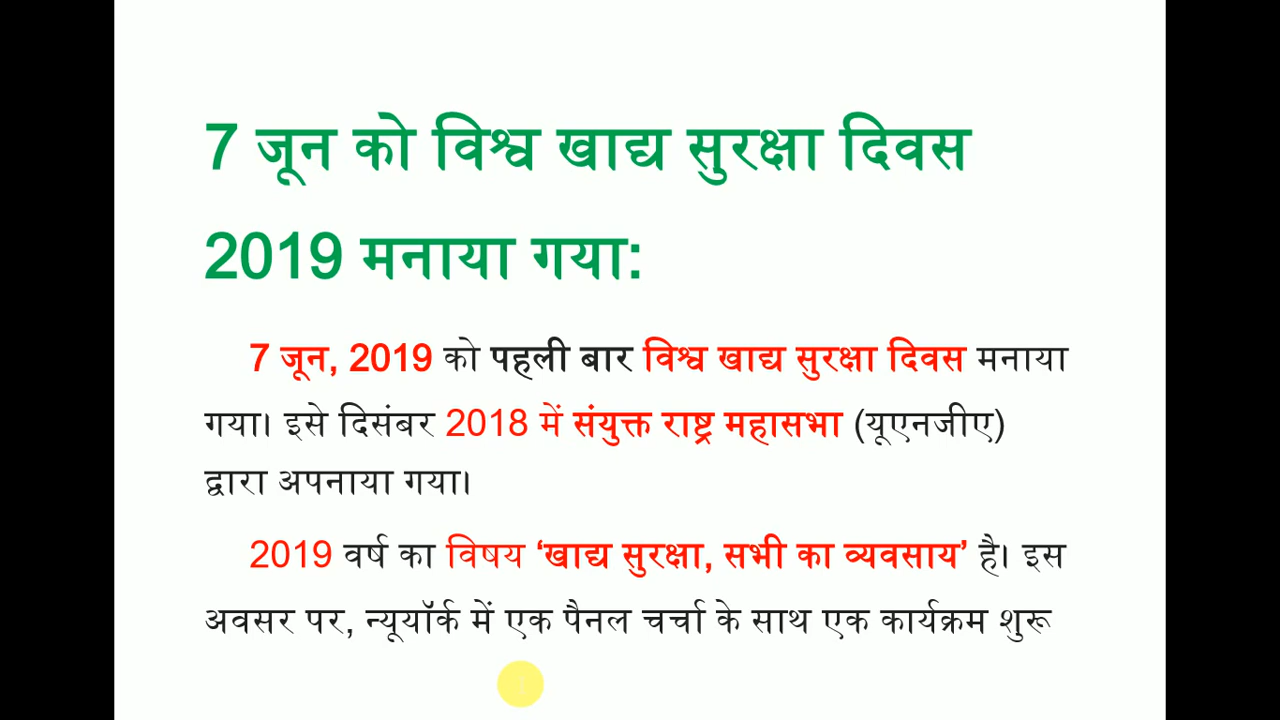 7 जून को विश्व खाद्य सुरक्षा दिवस
2019 मनाया गया:
7 जून, 2019 को पहली बार विश्व खाद्य सुरक्षा दिवस मनाया
गया। इसे दिसंबर 2018 में संयुक्त राष्ट्र महासभा (यूएनजीए)
द्वारा अपनाया गया।
2019 वर्ष का विषय ‘खाद्य सुरक्षा, सभी का व्यवसाय’ है। इस
अवसर पर, न्यूयॉर्क में एक पैनल चर्चा के साथ एक कार्यक्रम शुरू